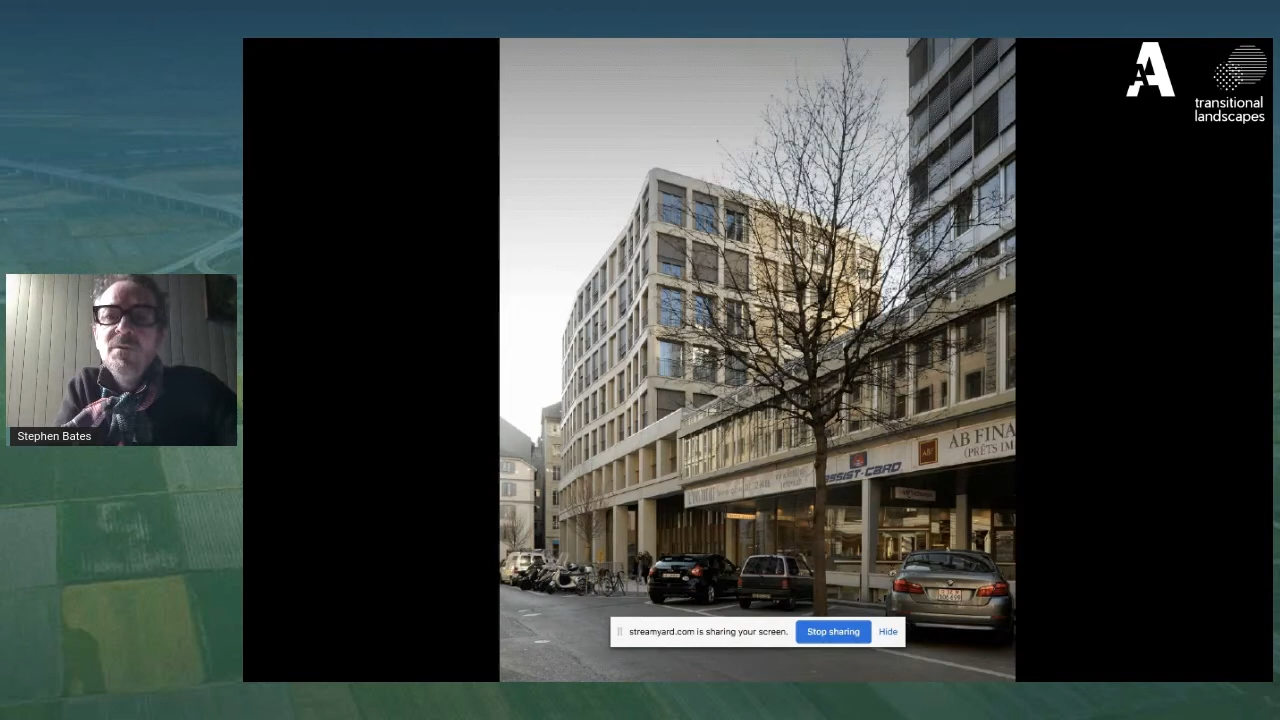 A
transitional
landscapes
Stephen Bates
AB FINA
(PRÊTS IM
ASSIST-CARD
streamyard.com is sharing your screen.
Stop sharing
Hide